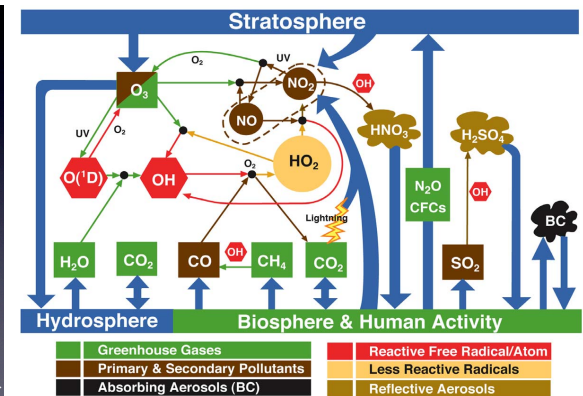 Stratosphere
O₂
UV
O₃
NO₂
OH
NO
HNO₃
H₂SO₄
UV
O₂
O(¹D)
OH
O₂
HO₂
N₂O
CFCs
OH
Lightning
BC
H₂O
CO₂
CO
OH
CH₄
CO₂
SO₂
Hydrosphere
Biosphere & Human Activity
Greenhouse Gases
Reactive Free Radical/Atom
Primary & Secondary Pollutants
Less Reactive Radicals
Absorbing Aerosols (BC)
Reflective Aerosols